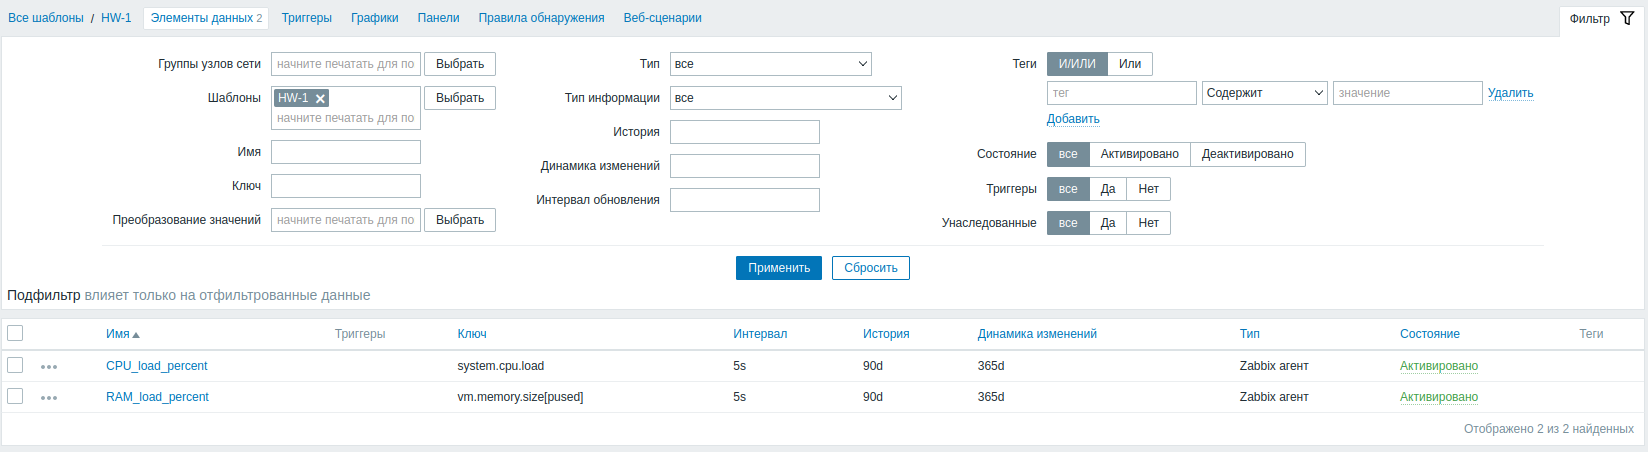 Все шаблоны / HW-1 Элементы данных 2 Триггеры Графики Панели Правила обнаружения Веб-сценарии Фильтр
Группы узлов сети начните печатать для по Выбрать Тип все Теги И/ИЛИ Или
тег Содержит значение Удалить
Шаблоны HW-1 Выбрать Тип информации все
начните печатать для по Добавить
История
Имя Состояние все Активировано Деактивировано
Динамика изменений
Ключ Триггеры все Да Нет
Интервал обновления
Преобразование значений начните печатать для по Выбрать Унаследованные все Да Нет
Применить Сбросить
Подфильтр влияет только на отфильтрованные данные
Имя Триггеры Ключ Интервал История Динамика изменений Тип Состояние Теги
CPU_load_percent system.cpu.load 5s 90d 365d Zabbix агент Активировано
RAM_load_percent vm.memory.size[pused] 5s 90d 365d Zabbix агент Активировано
Отображено 2 из 2 найденных